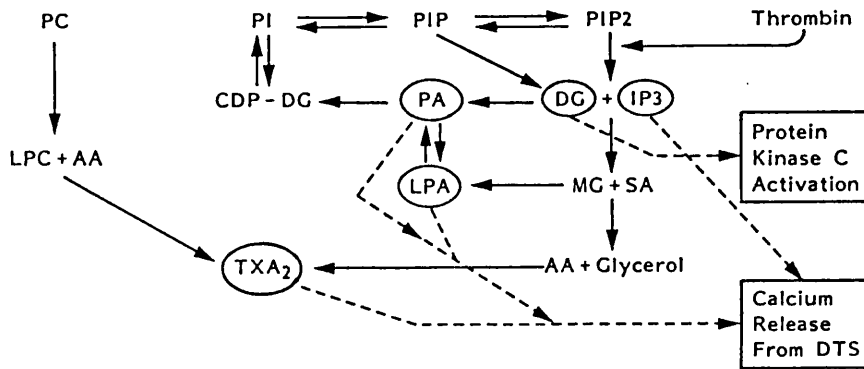 PC PI PIP PIP2 Thrombin
CDP-DG PA DG + IP3
Protein
Kinase C
Activation
LPC + AA LPA MG + SA
TXA2 AA + Glycerol
Calcium
Release
From DTS